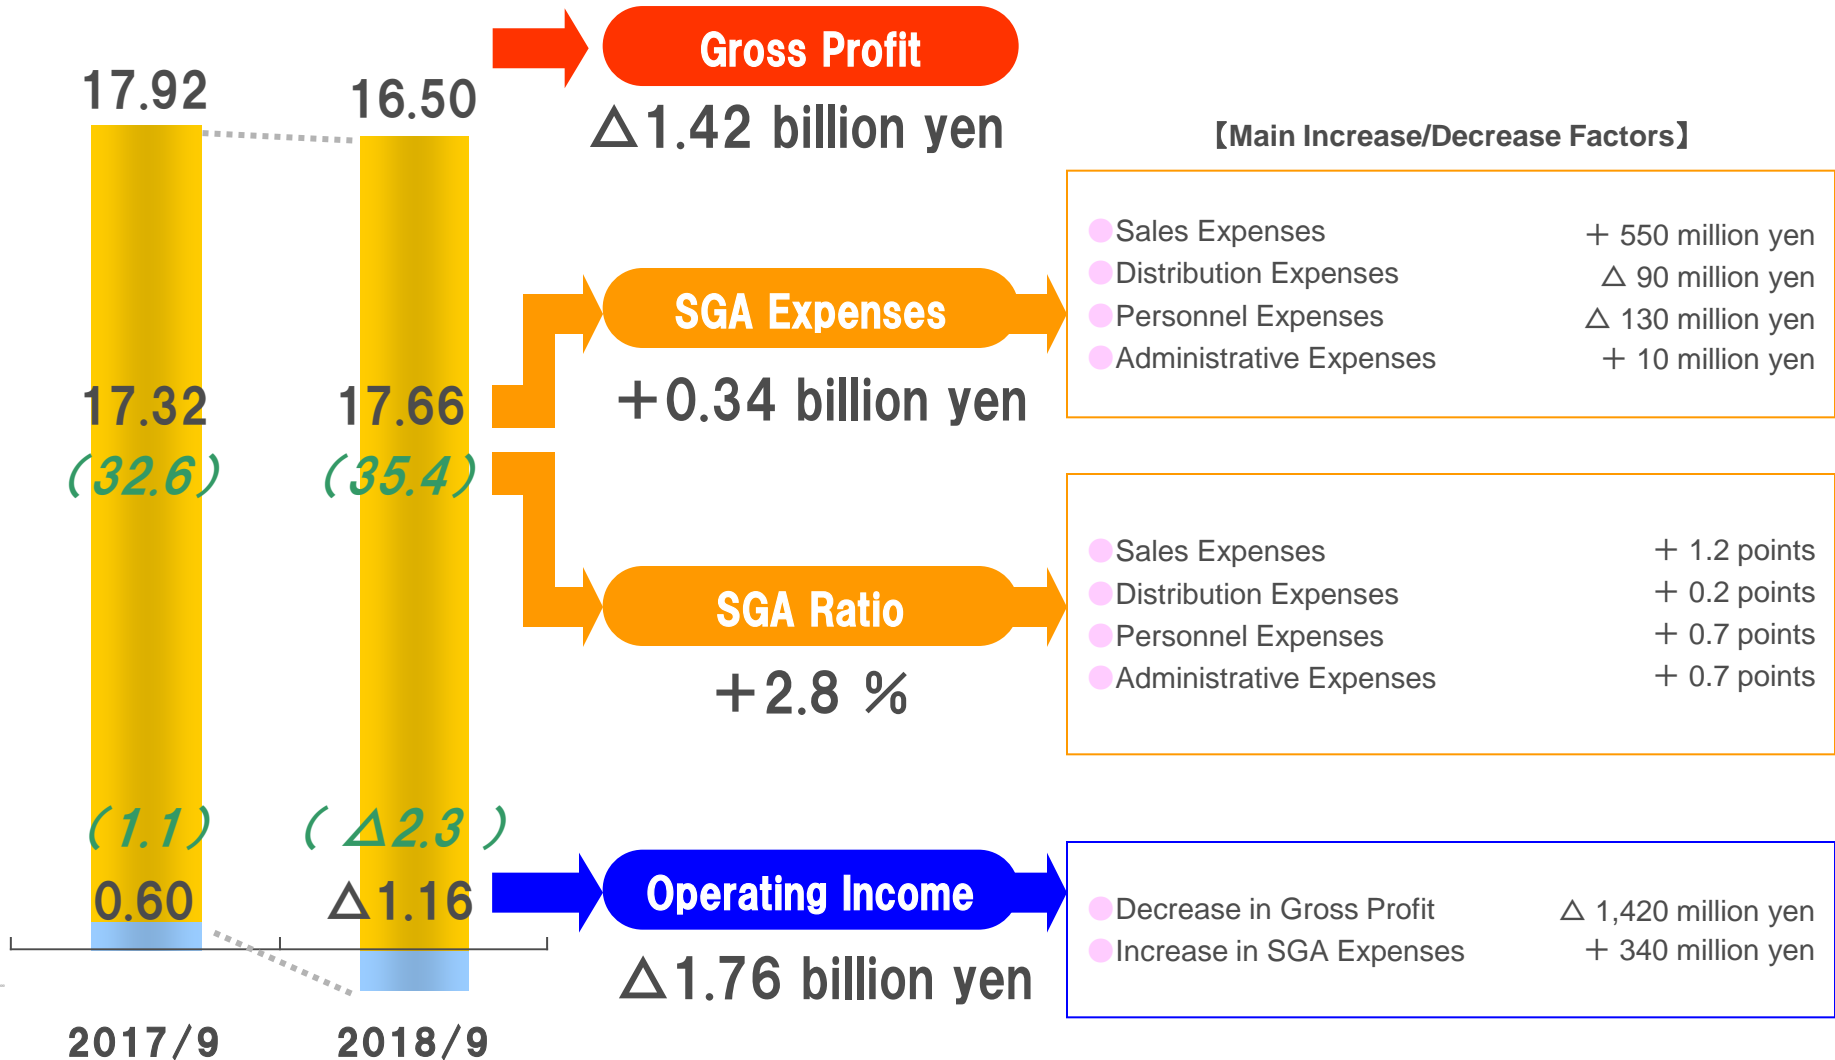 Gross Profit
△1.42 billion yen
17.92
16.50
【Main Increase/Decrease Factors】
SGA Expenses
+0.34 billion yen
Sales Expenses + 550 million yen
Distribution Expenses △ 90 million yen
Personnel Expenses △ 130 million yen
Administrative Expenses + 10 million yen
17.32
17.66
(32.6)
(35.4)
SGA Ratio
+2.8 %
Sales Expenses + 1.2 points
Distribution Expenses + 0.2 points
Personnel Expenses + 0.7 points
Administrative Expenses + 0.7 points
(1.1)
( △2.3 )
0.60
△1.16
Operating Income
△1.76 billion yen
Decrease in Gross Profit △ 1,420 million yen
Increase in SGA Expenses + 340 million yen
2017/9
2018/9